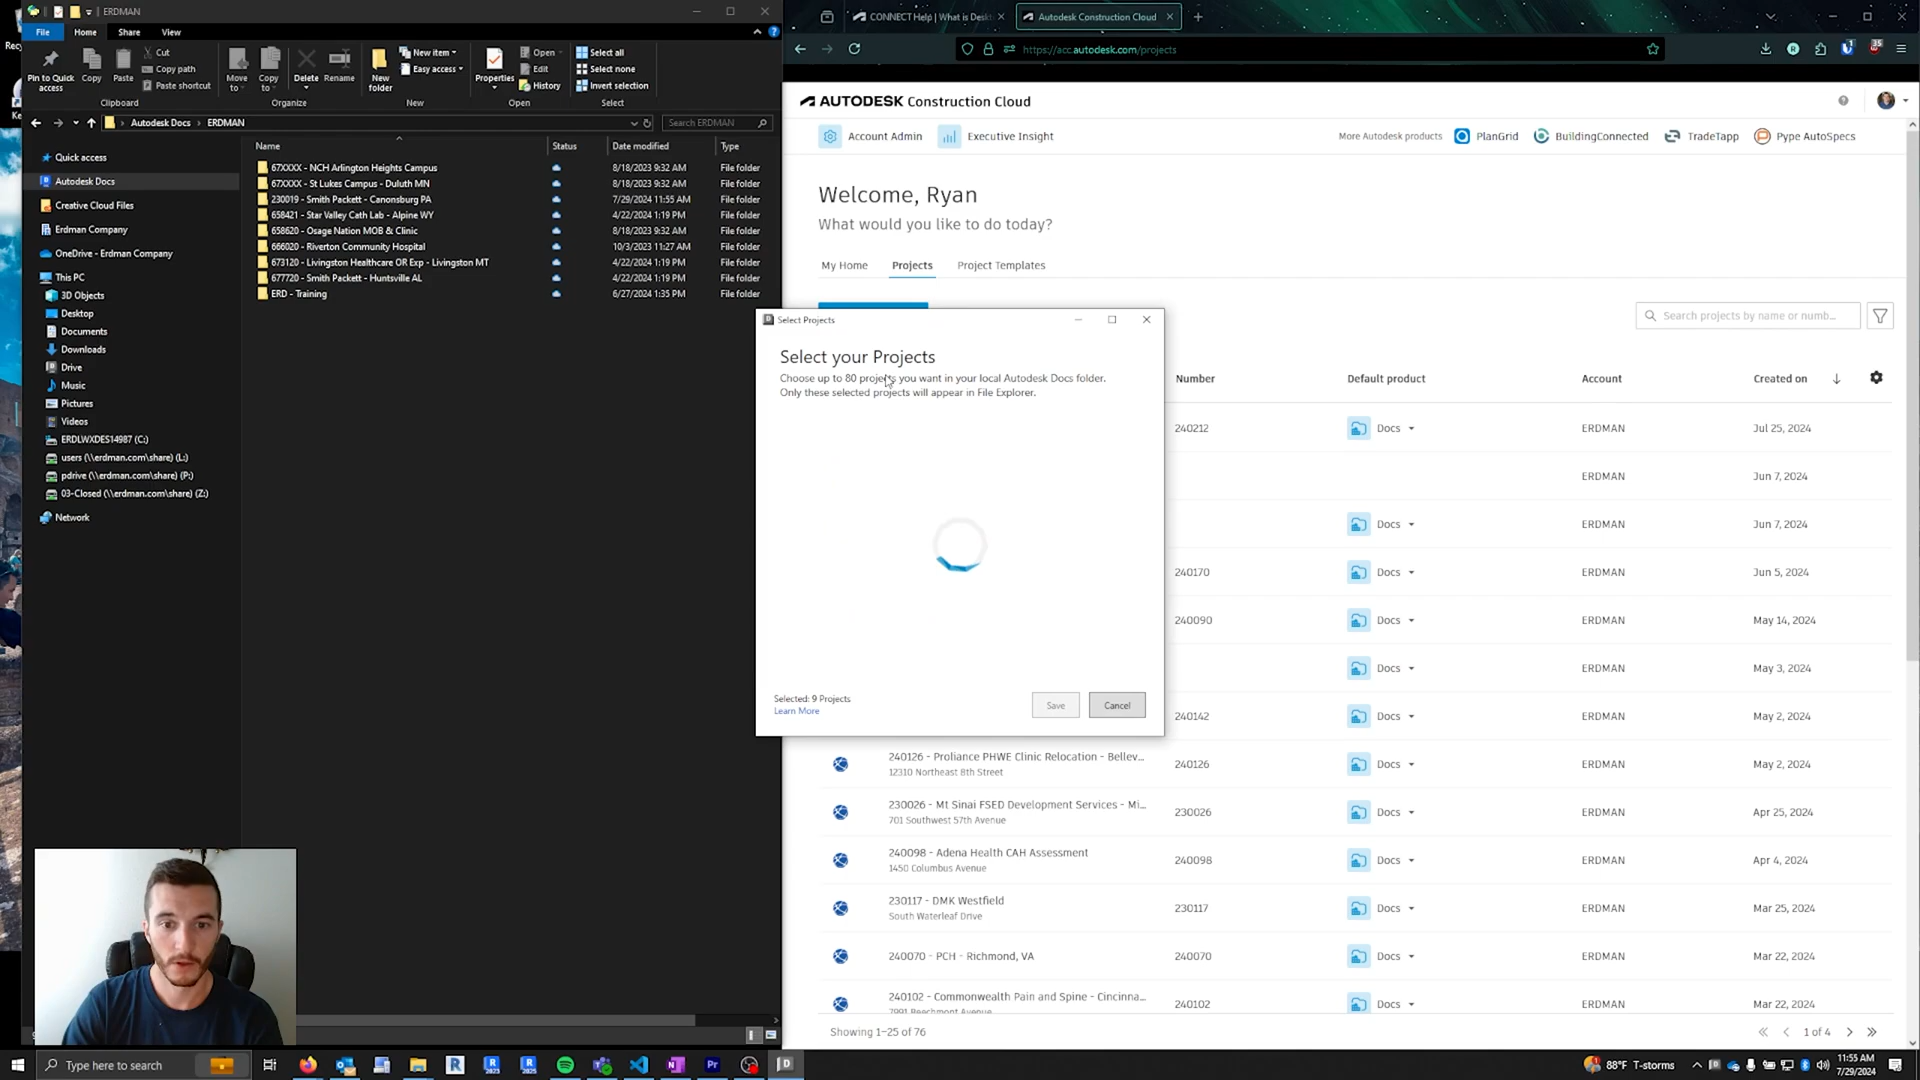 ERDMAN
File
Home
Share
View
Pin to Quick access
Copy
Paste
Cut
Copy path
Paste shortcut
Move to
Copy to
Delete
Rename
New folder
New item
Easy access
Properties
Open
Edit
History
Select all
Select none
Invert selection
Clipboard
Organize
New
Open
Select
Autodesk Docs › ERDMAN
Search ERDMAN
Quick access
Autodesk Docs
Creative Cloud Files
Erdman Company
OneDrive - Erdman Company
This PC
3D Objects
Desktop
Documents
Downloads
Drive
Music
Pictures
Videos
ERDLWXDES14987 (C:)
users (\\erdman.com\share) (L:)
pdrive (\\erdman.com\share) (P:)
03-Closed (\\erdman.com\share) (Z:)
Network
Name Status Date modified Type
67XXXX - NCH Arlington Heights Campus 8/18/2023 9:32 AM File folder
67XXXX - St Lukes Campus - Duluth MN 8/18/2023 9:32 AM File folder
230019 - Smith Packett - Canonsburg PA 7/29/2024 11:55 AM File folder
658421 - Star Valley Cath Lab - Alpine WY 4/22/2024 1:19 PM File folder
658620 - Osage Nation MOB & Clinic 8/18/2023 9:32 AM File folder
666020 - Riverton Community Hospital 10/3/2023 11:27 AM File folder
673120 - Livingston Healthcare OR Exp - Livingston MT 4/22/2024 1:19 PM File folder
677720 - Smith Packett - Huntsville AL 4/22/2024 1:19 PM File folder
ERD - Training 6/27/2024 1:35 PM File folder
CONNECT Help | What is Deskt
Autodesk Construction Cloud
https://acc.autodesk.com/projects
AUTODESK Construction Cloud
Account Admin
Executive Insight
More Autodesk products
PlanGrid
BuildingConnected
TradeTapp
Pype AutoSpecs
Welcome, Ryan
What would you like to do today?
My Home
Projects
Project Templates
Search projects by name or numb...
Number Default product Account Created on
240212 Docs ERDMAN Jul 25, 2024
ERDMAN Jun 7, 2024
Docs ERDMAN Jun 7, 2024
240170 Docs ERDMAN Jun 5, 2024
240090 Docs ERDMAN May 14, 2024
Docs ERDMAN May 3, 2024
240142 Docs ERDMAN May 2, 2024
240126 - Proliance PHWE Clinic Relocation - Bellev... 240126 Docs ERDMAN May 2, 2024
12310 Northeast 8th Street
230026 - Mt Sinai FSED Development Services - Mi... 230026 Docs ERDMAN Apr 25, 2024
701 Southwest 57th Avenue
240098 - Adena Health CAH Assessment 240098 Docs ERDMAN Apr 4, 2024
1450 Columbus Avenue
230117 - DMK Westfield 230117 Docs ERDMAN Mar 25, 2024
South Waterleaf Drive
240070 - PCH - Richmond, VA 240070 Docs ERDMAN Mar 22, 2024
240102 - Commonwealth Pain and Spine - Cincinna... 240102 Docs ERDMAN Mar 22, 2024
7991 Beechmont Avenue
Showing 1-25 of 76
1 of 4
Select Projects
Select your Projects
Choose up to 80 projects you want in your local Autodesk Docs folder.
Only these selected projects will appear in File Explorer.
Selected: 9 Projects
Learn More
Save
Cancel
Type here to search
88°F T-storms
11:55 AM
7/29/2024